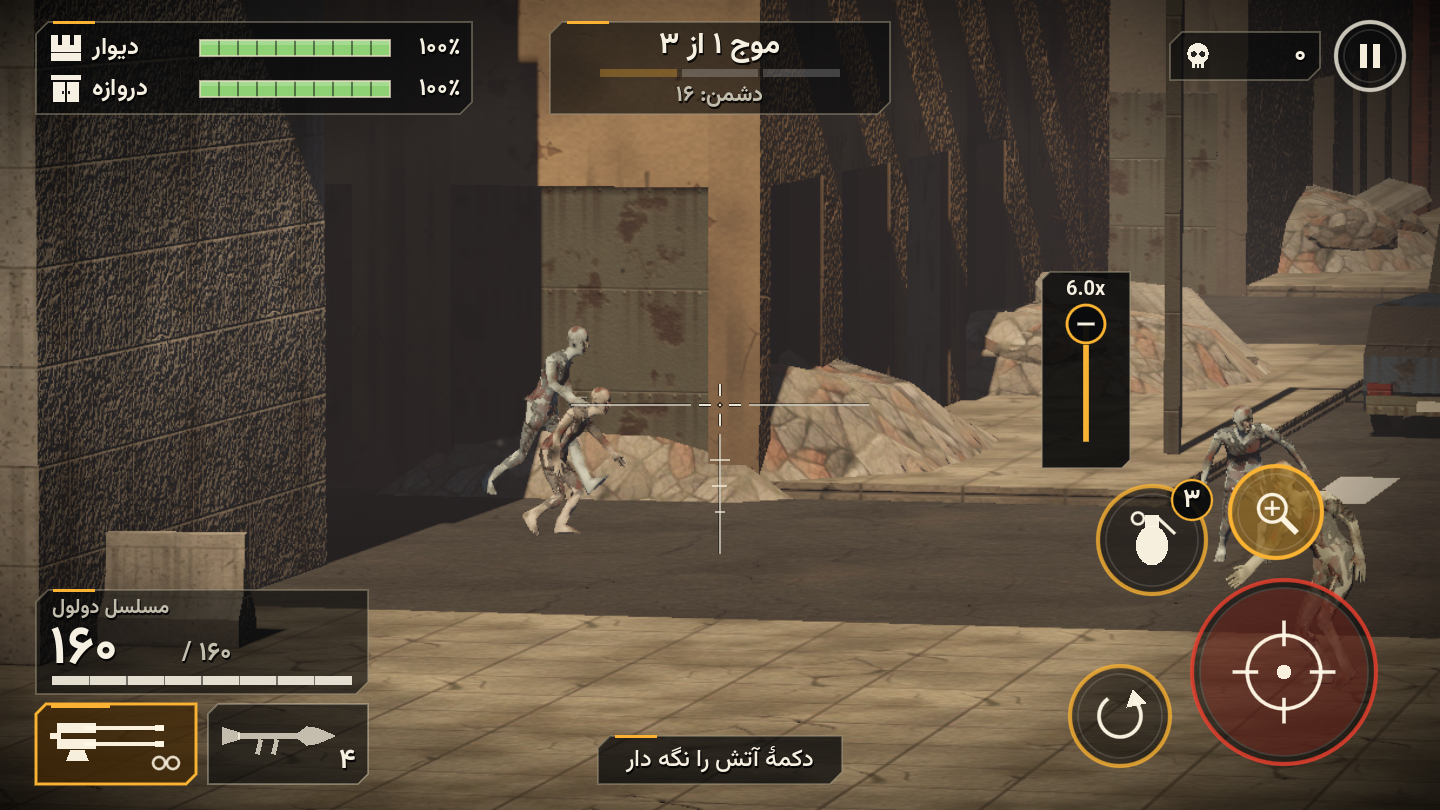 دیوار ۱۰۰٪
دروازه ۱۰۰٪
موج ۱ از ۳
دشمن: ۱۶
۰
6.0x
۳
مسلسل دولول
۱۶۰ / ۱۶۰
∞
۴
دکمهٔ آتش را نگه دار